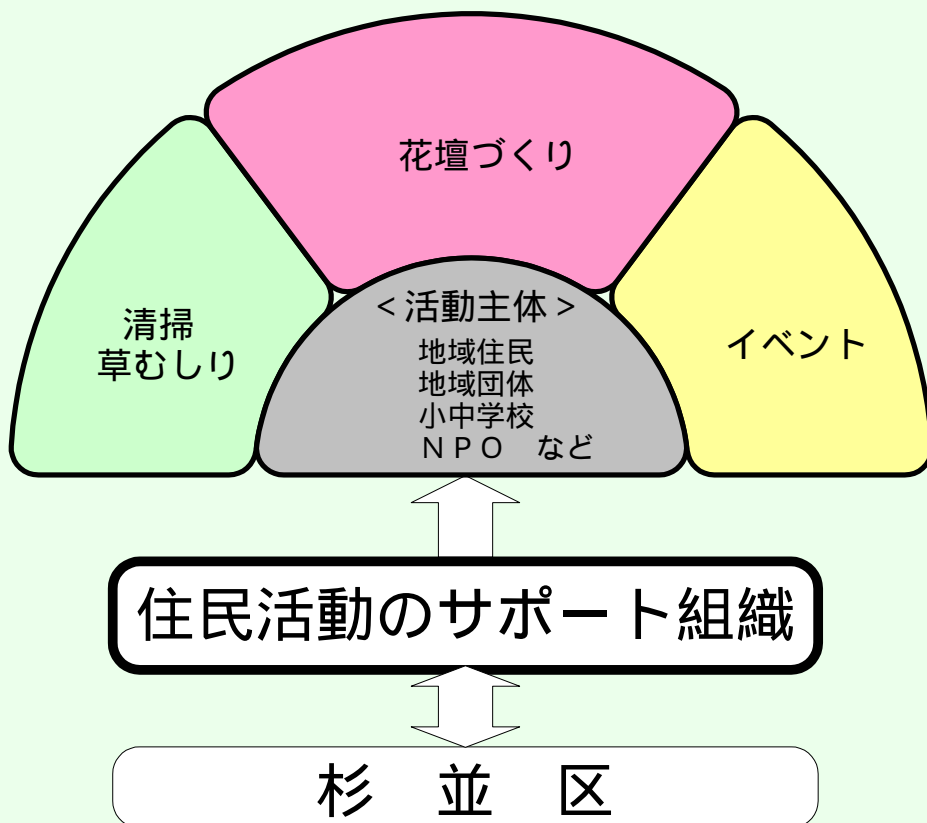 花壇づくり
清掃
草むしり
イベント
<活動主体>
地域住民
地域団体
小中学校
ＮＰＯ　など
住民活動のサポート組織
杉　並　区